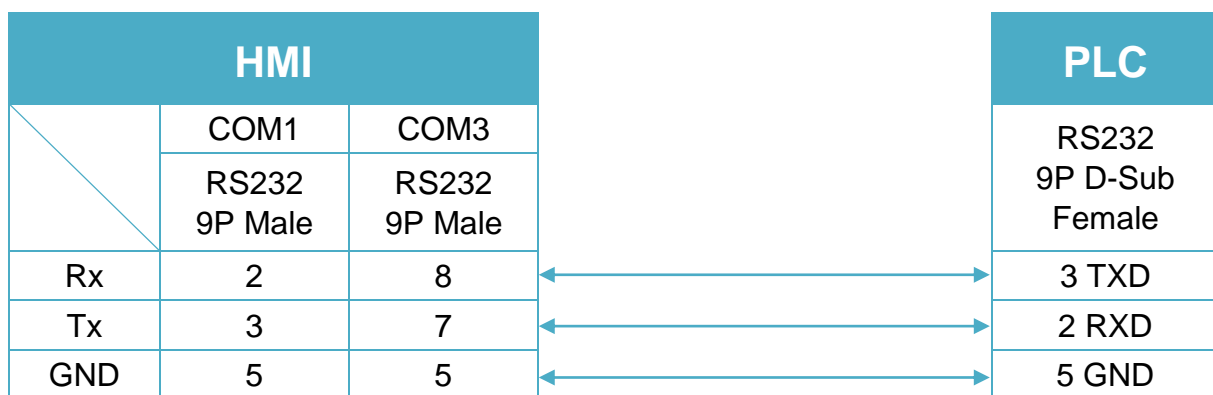 HMI PLC
COM1 COM3
RS232
9P Male
RS232
9P Male
RS232
9P D-Sub
Female
Rx 2 8 3 TXD
Tx 3 7 2 RXD
GND 5 5 5 GND